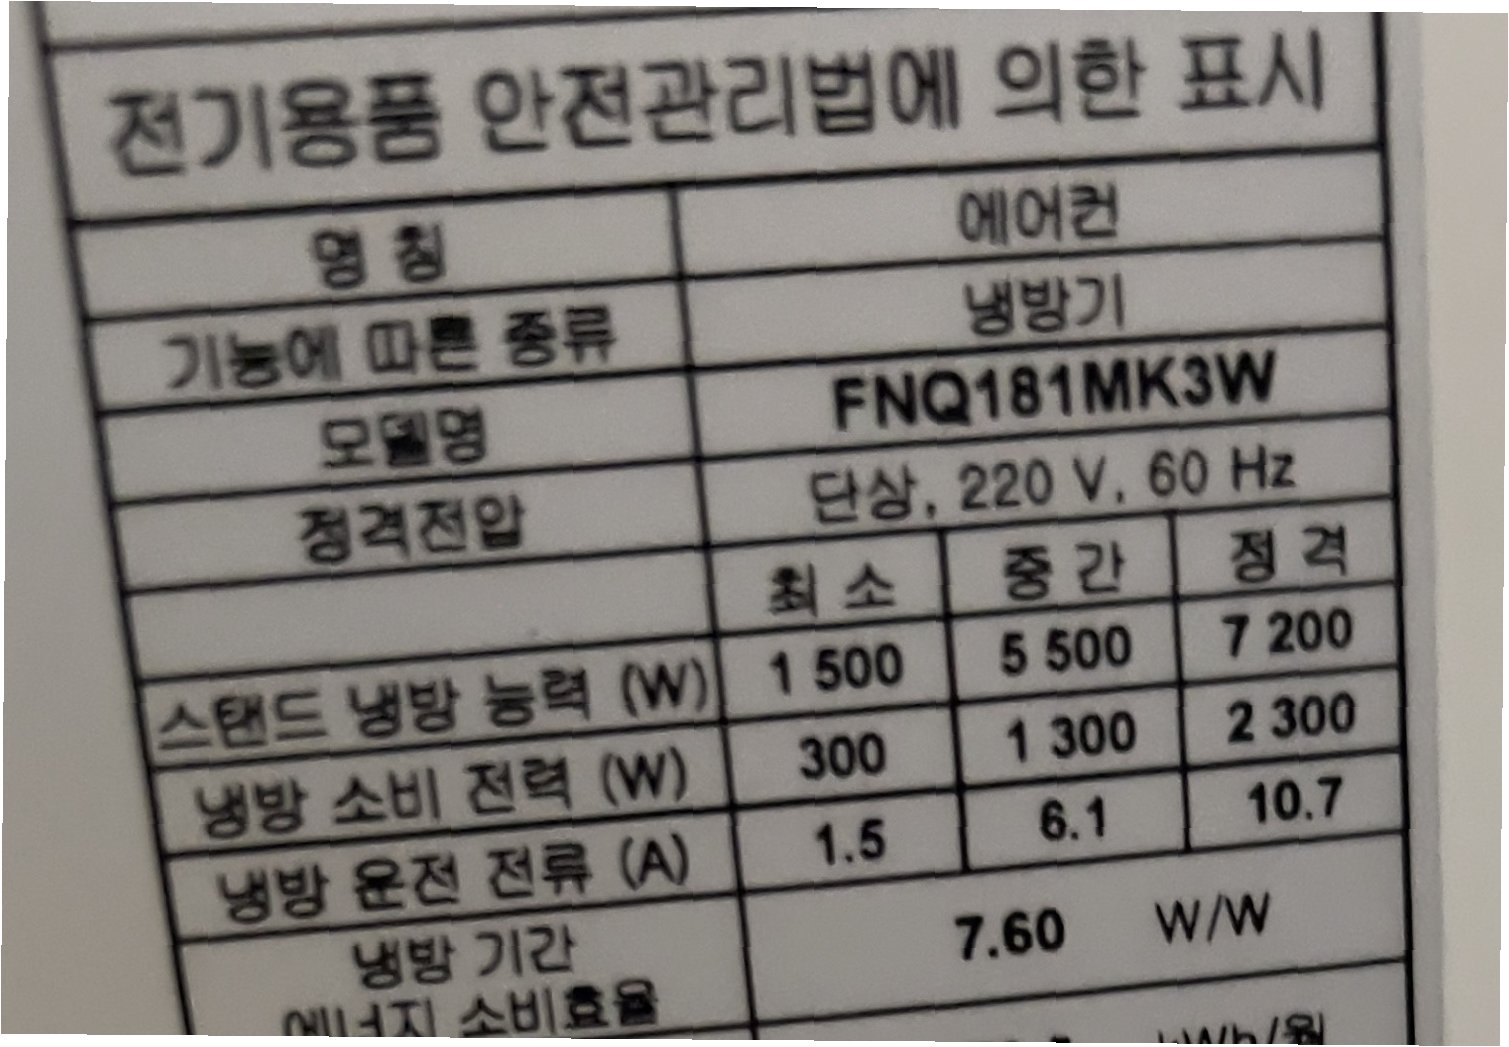 전기용품 안전관리법에 의한 표시
명 칭 에어컨
기능에 따른 종류 냉방기
모델명 FNQ181MK3W
정격전압 단상, 220 V, 60 Hz
최 소 중 간 정 격
스탠드 냉방 능력 (W) 1 500 5 500 7 200
냉방 소비 전력 (W) 300 1 300 2 300
냉방 운전 전류 (A) 1.5 6.1 10.7
냉방 기간
에너지 소비효율 7.60 W/W
kWh/월